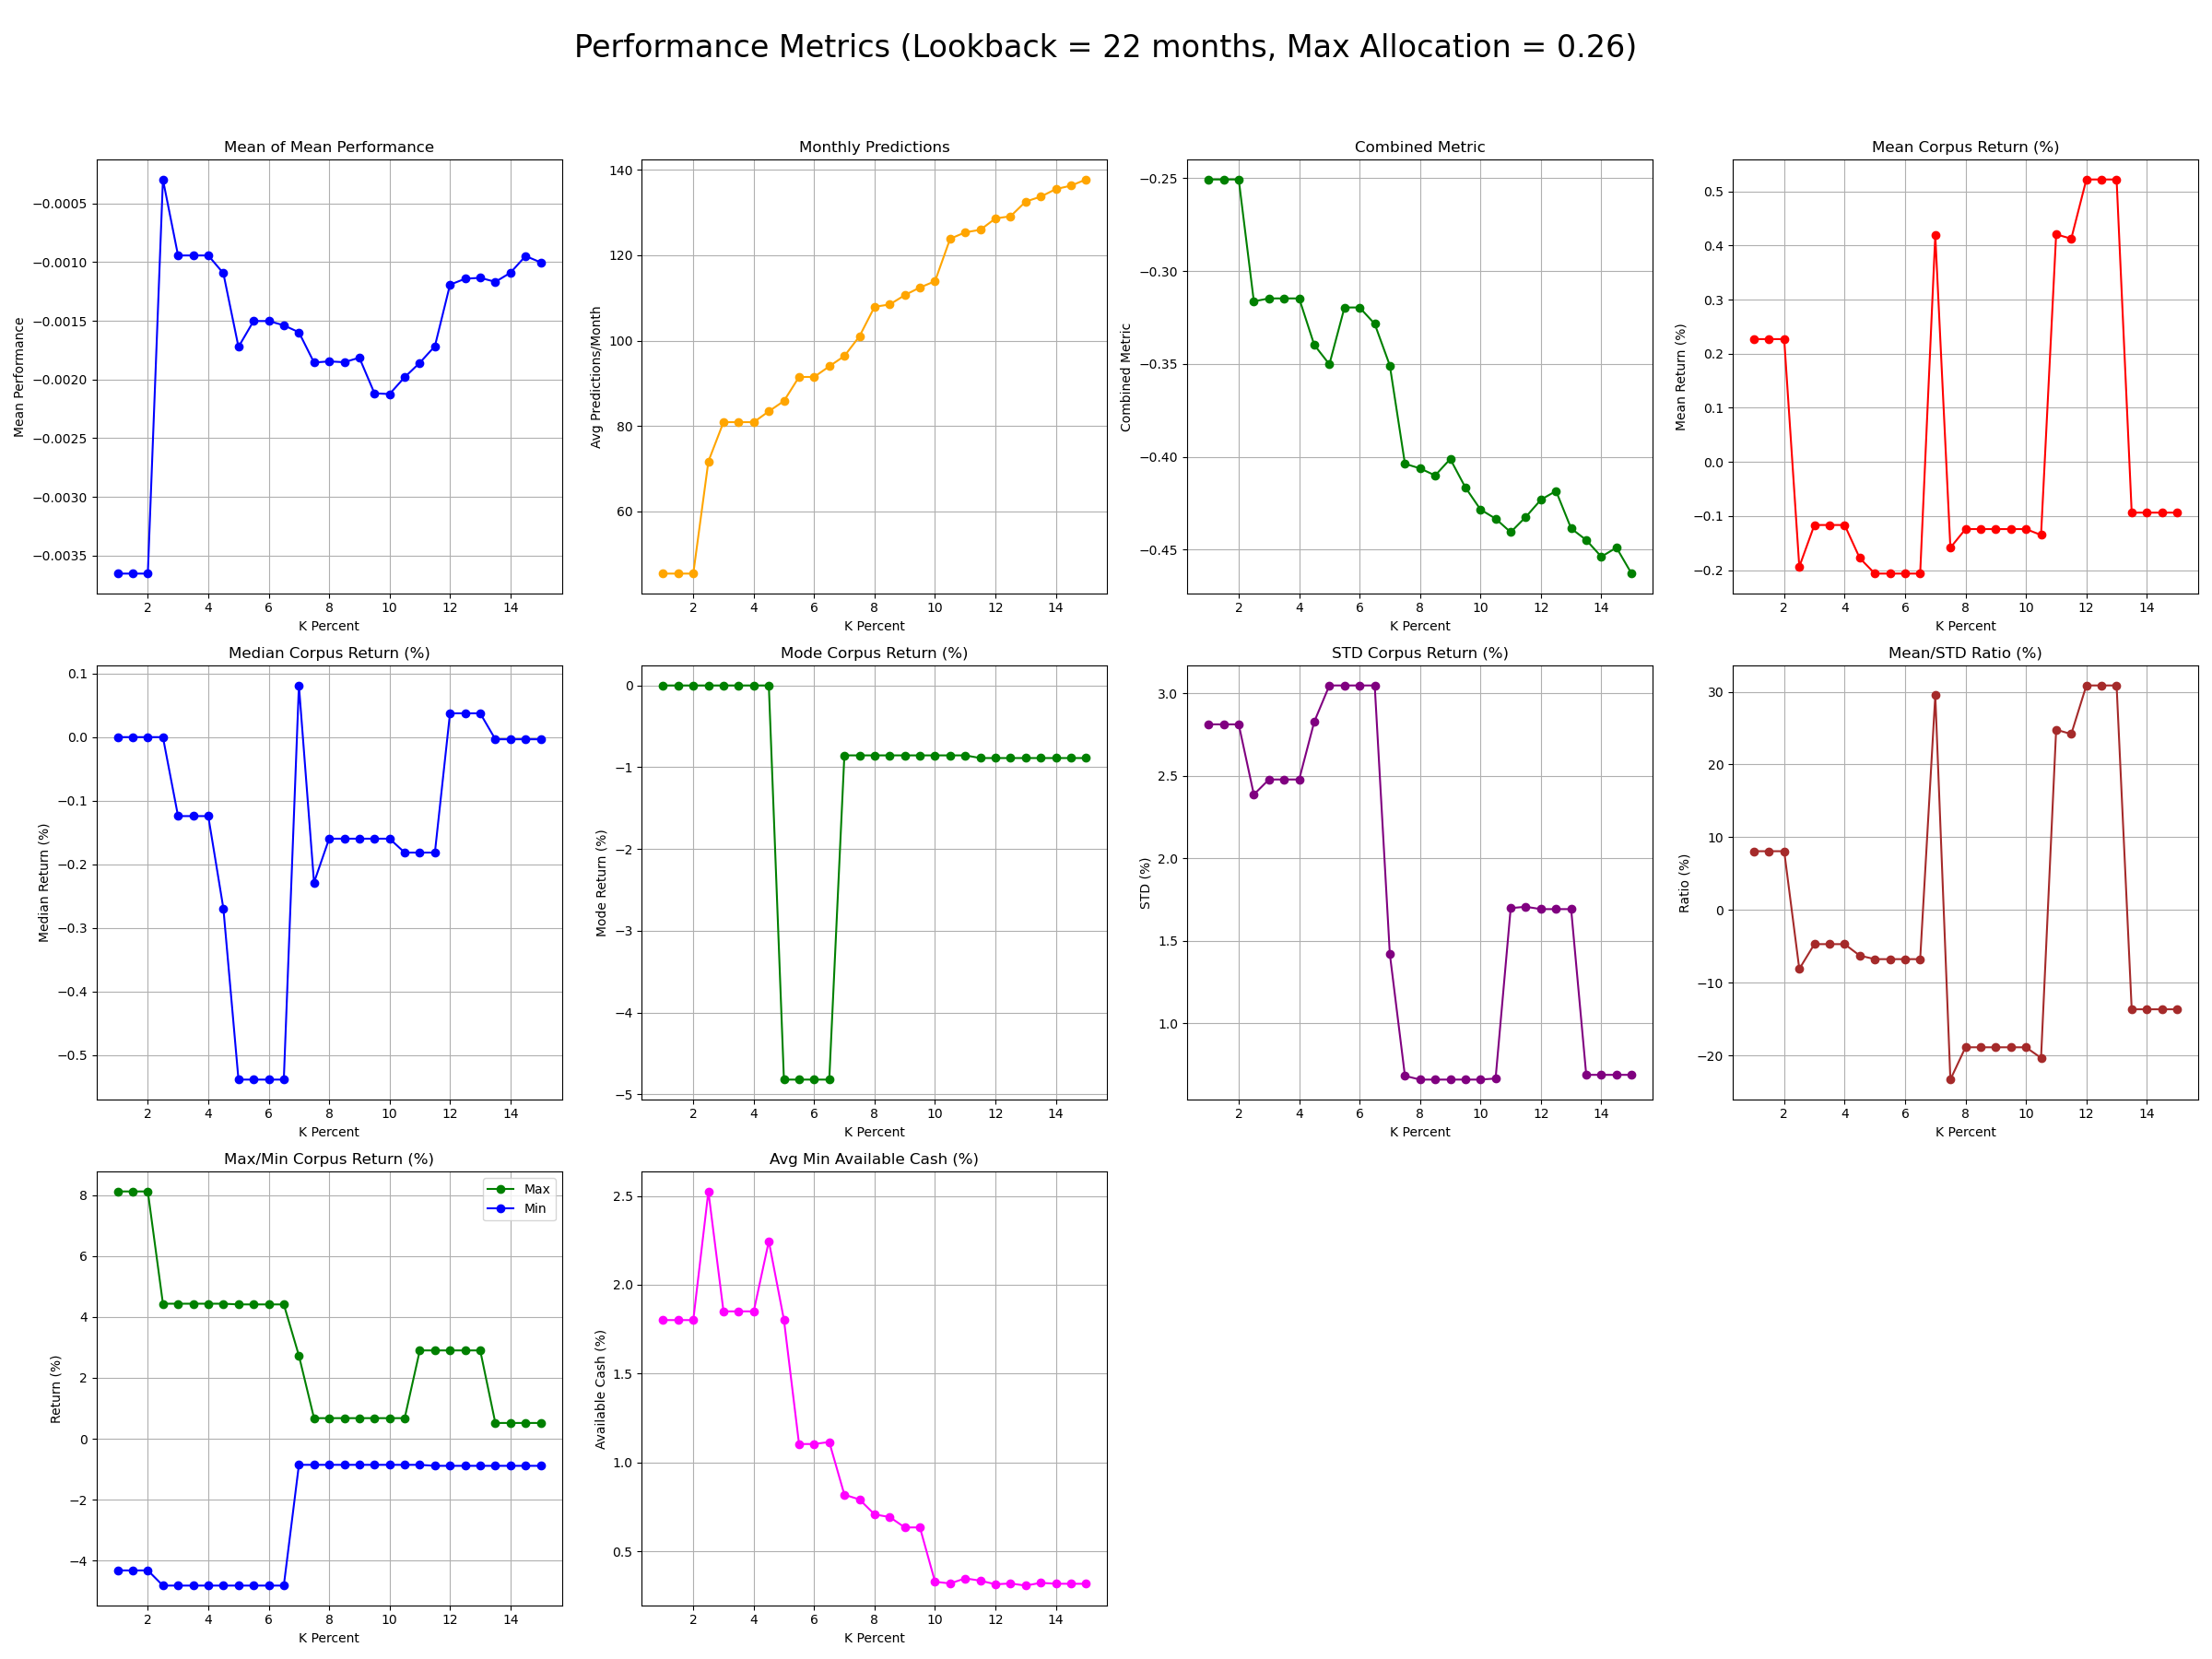 Performance Metrics (Lookback = 22 months, Max Allocation = 0.26)
Mean of Mean Performance
Mean Performance
−0.0005
−0.0010
−0.0015
−0.0020
−0.0025
−0.0030
−0.0035
2 4 6 8 10 12 14
K Percent
Monthly Predictions
Avg Predictions/Month
140
120
100
80
60
2 4 6 8 10 12 14
K Percent
Combined Metric
Combined Metric
−0.25
−0.30
−0.35
−0.40
−0.45
2 4 6 8 10 12 14
K Percent
Mean Corpus Return (%)
Mean Return (%)
0.5
0.4
0.3
0.2
0.1
0.0
−0.1
−0.2
2 4 6 8 10 12 14
K Percent
Median Corpus Return (%)
Median Return (%)
0.1
0.0
−0.1
−0.2
−0.3
−0.4
−0.5
2 4 6 8 10 12 14
K Percent
Mode Corpus Return (%)
Mode Return (%)
0
−1
−2
−3
−4
−5
2 4 6 8 10 12 14
K Percent
STD Corpus Return (%)
STD (%)
3.0
2.5
2.0
1.5
1.0
2 4 6 8 10 12 14
K Percent
Mean/STD Ratio (%)
Ratio (%)
30
20
10
0
−10
−20
2 4 6 8 10 12 14
K Percent
Max/Min Corpus Return (%)
Return (%)
8
6
4
2
0
−2
−4
Max
Min
2 4 6 8 10 12 14
K Percent
Avg Min Available Cash (%)
Available Cash (%)
2.5
2.0
1.5
1.0
0.5
2 4 6 8 10 12 14
K Percent